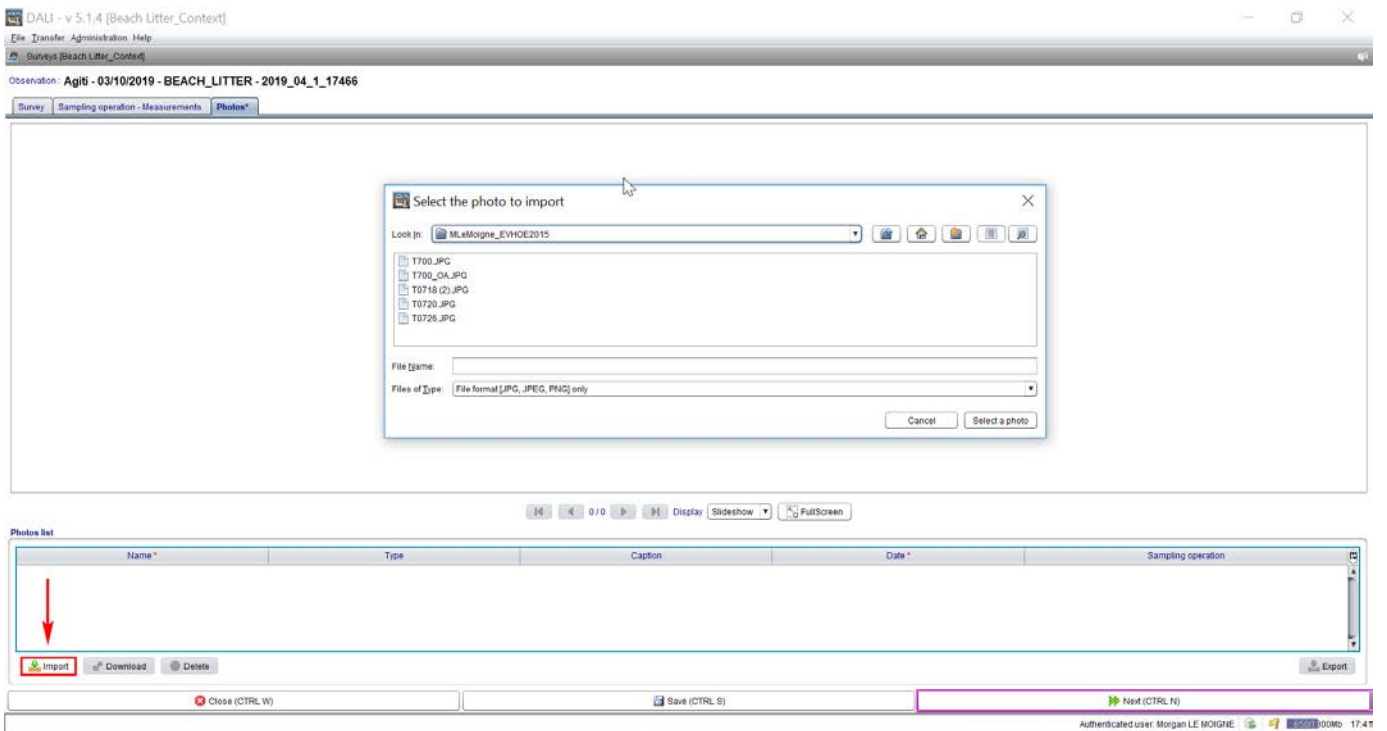 DALI - v 5.1.4 [Beach Litter_Context]
File Transfer Administration Help
Surveys [Beach Litter_Context]
Observation : Agiti - 03/10/2019 - BEACH_LITTER - 2019_04_1_17466
Survey Sampling operation - Measurements Photos*
Select the photo to import
Look In: MLeMoigne_EVHOE2015
T700.JPG
T700_OA.JPG
T0718 (2).JPG
T0720.JPG
T0726.JPG
File Name:
Files of Type: File format [JPG, JPEG, PNG] only
Cancel Select a photo
0 / 0 Display Slideshow FullScreen
Photos list
Name * Type Caption Date * Sampling operation
Import Download Delete Export
Close (CTRL W) Save (CTRL S) Next (CTRL N)
Authenticated user: Morgan LE MOIGNE